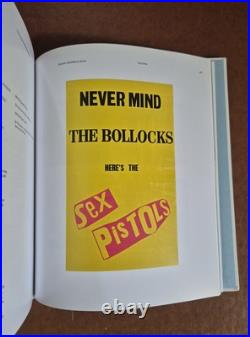 NEVER MIND
THE BOLLOCKS
HERE'S THE
Sex
PiSTOLS